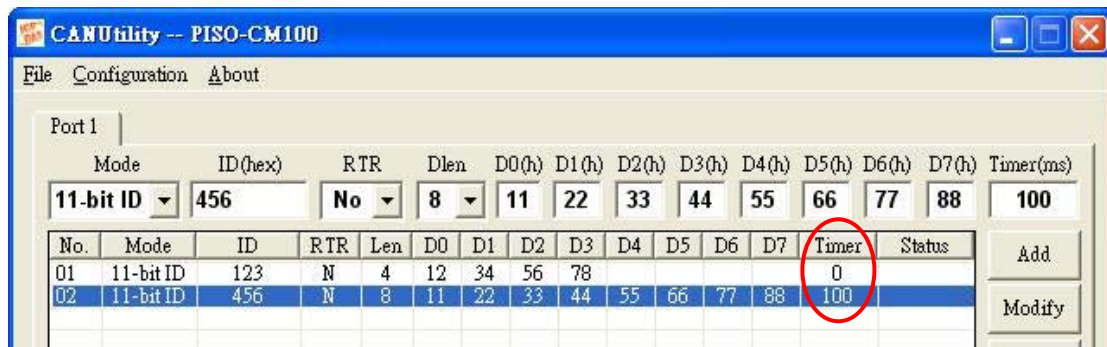 CANUtility -- PISO-CM100
File Configuration About
Port 1
Mode ID(hex) RTR Dlen D0(h) D1(h) D2(h) D3(h) D4(h) D5(h) D6(h) D7(h) Timer(ms)
11-bit ID 456 No 8 11 22 33 44 55 66 77 88 100
No. Mode ID RTR Len D0 D1 D2 D3 D4 D5 D6 D7 Timer Status
Add
01 11-bit ID 123 N 4 12 34 56 78 0
02 11-bit ID 456 N 8 11 22 33 44 55 66 77 88 100
Modify